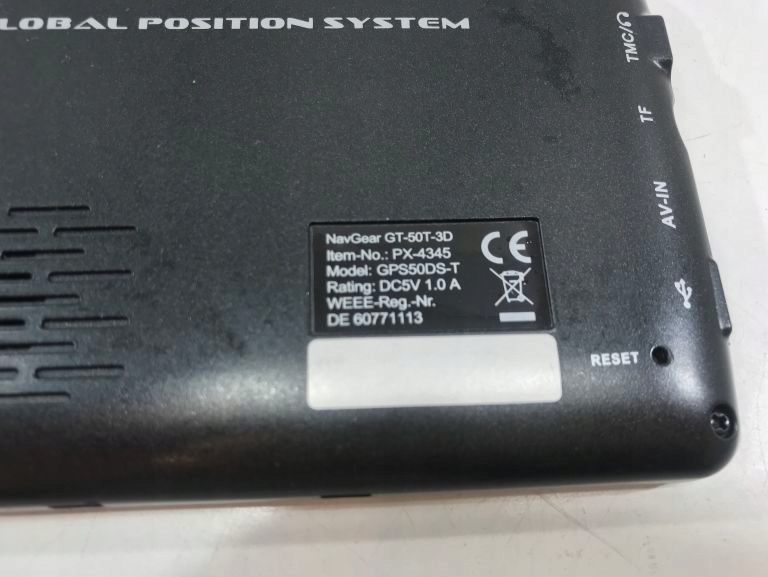 LOBAL POSITION SYSTEM
TMC/
TF
AV-IN
NavGear GT-50T-3D
Item-No.: PX-4345
Model: GPS50DS-T
Rating: DC5V 1.0 A
WEEE-Reg.-Nr.
DE 60771113
CE
RESET